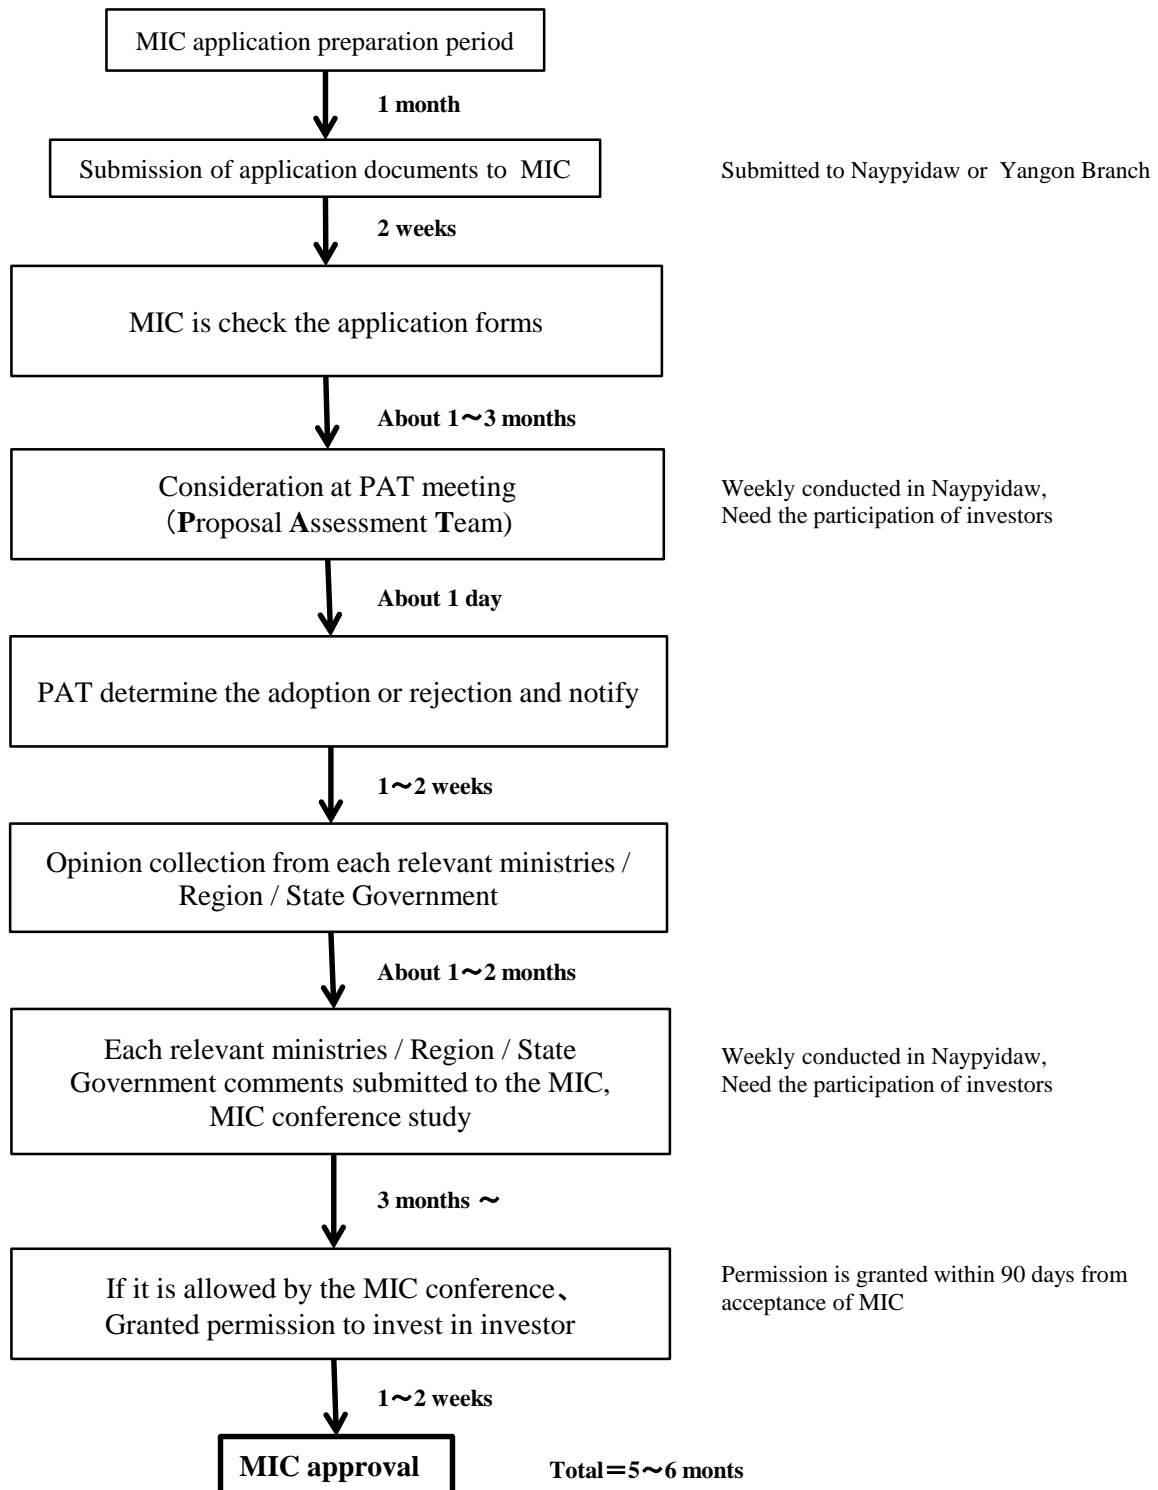 MIC application preparation period
1 month
Submission of application documents to MIC
Submitted to Naypyidaw or Yangon Branch
2 weeks
MIC is check the application forms
About 1～3 months
Consideration at PAT meeting
（Proposal Assessment Team)
Weekly conducted in Naypyidaw,
Need the participation of investors
About 1 day
PAT determine the adoption or rejection and notify
1～2 weeks
Opinion collection from each relevant ministries /
Region / State Government
About 1～2 months
Each relevant ministries / Region / State
Government comments submitted to the MIC,
MIC conference study
Weekly conducted in Naypyidaw,
Need the participation of investors
3 months ～
If it is allowed by the MIC conference、
Granted permission to invest in investor
Permission is granted within 90 days from
acceptance of MIC
1～2 weeks
MIC approval
Total＝5～6 monts